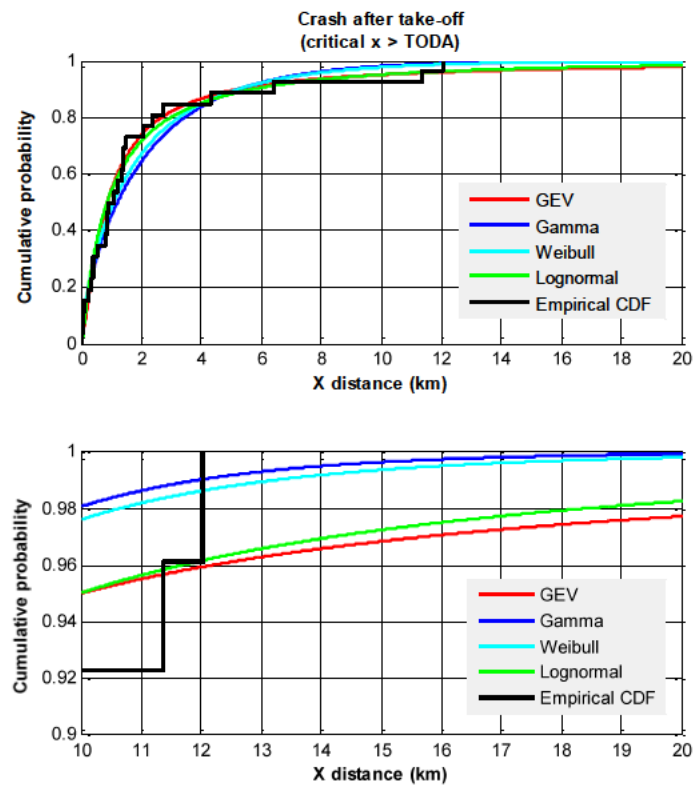 Crash after take-off
(critical x > TODA)
1
0.8
0.6
0.4
0.2
0
Cumulative probability
GEV
Gamma
Weibull
Lognormal
Empirical CDF
0 2 4 6 8 10 12 14 16 18 20
X distance (km)
1
0.98
0.96
0.94
0.92
0.9
Cumulative probability
GEV
Gamma
Weibull
Lognormal
Empirical CDF
10 11 12 13 14 15 16 17 18 19 20
X distance (km)